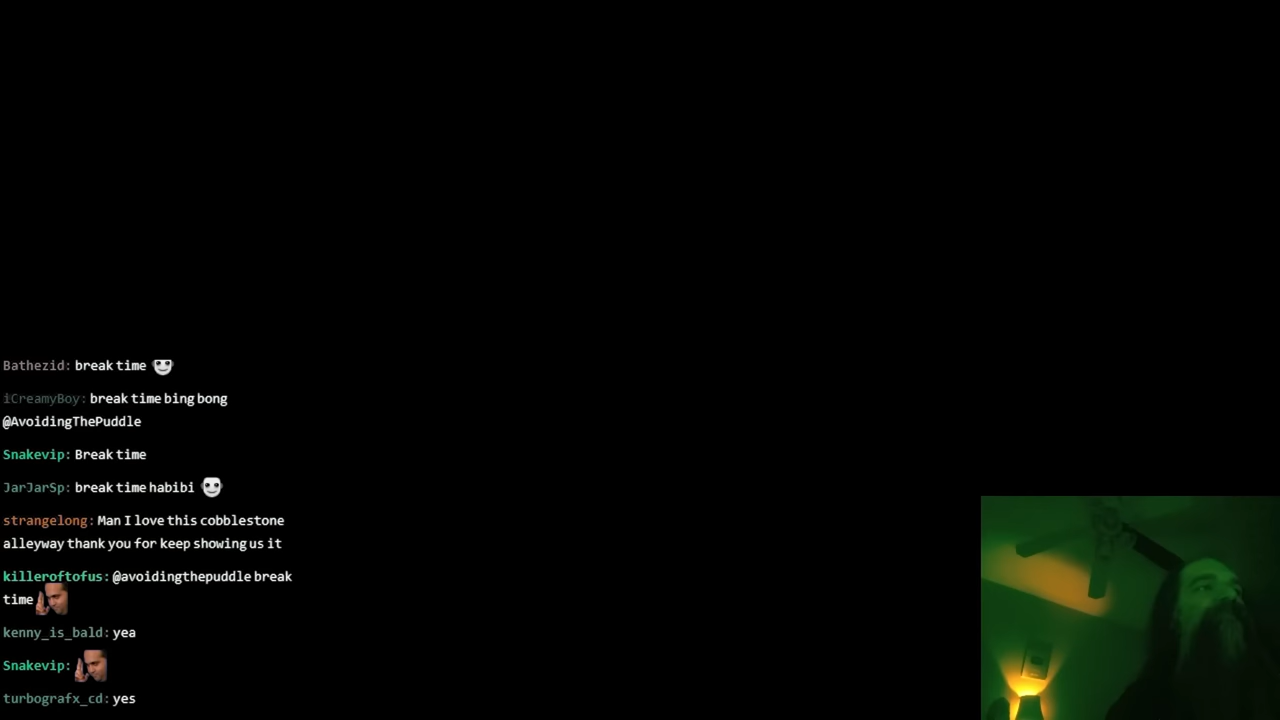 Bathezid: break time
iCreamyBoy: break time bing bong
@AvoidingThePuddle
Snakevip: Break time
JarJarSp: break time habibi
strangelong: Man I love this cobblestone
alleyway thank you for keep showing us it
killeroftofus: @avoidingthepuddle break
time
kenny_is_bald: yea
Snakevip:
turbografx_cd: yes